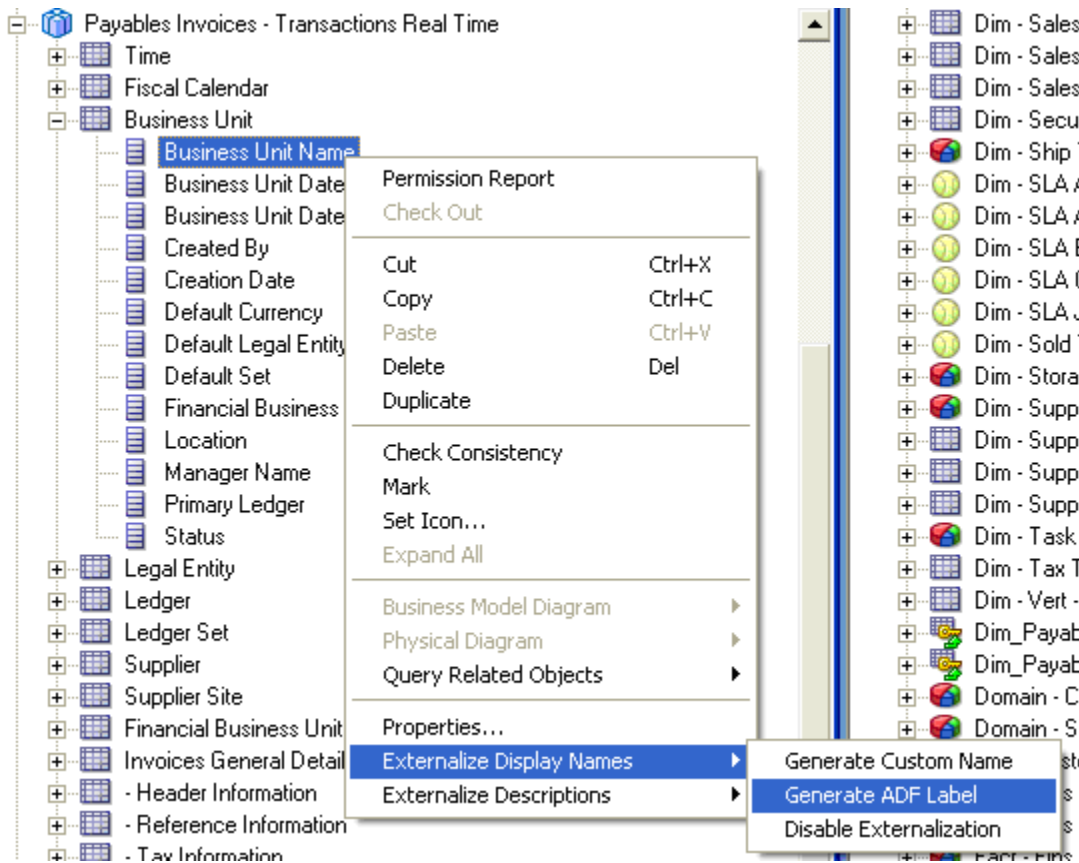 Payables Invoices - Transactions Real Time
Time
Fiscal Calendar
Business Unit
Business Unit Name
Business Unit Date
Business Unit Date
Created By
Creation Date
Default Currency
Default Legal Entity
Default Set
Financial Business
Location
Manager Name
Primary Ledger
Status
Legal Entity
Ledger
Ledger Set
Supplier
Supplier Site
Financial Business Unit
Invoices General Detail
- Header Information
- Reference Information
- Tax Information
Permission Report
Check Out
Cut Ctrl+X
Copy Ctrl+C
Paste Ctrl+V
Delete Del
Duplicate
Check Consistency
Mark
Set Icon...
Expand All
Business Model Diagram
Physical Diagram
Query Related Objects
Properties...
Externalize Display Names
Externalize Descriptions
Generate Custom Name
Generate ADF Label
Disable Externalization
Dim - Sales
Dim - Sales
Dim - Sales
Dim - Secu
Dim - Ship
Dim - SLA
Dim - SLA
Dim - SLA
Dim - SLA
Dim - SLA
Dim - Sold
Dim - Stora
Dim - Supp
Dim - Supp
Dim - Supp
Dim - Supp
Dim - Task
Dim - Tax
Dim - Vert -
Dim_Payab
Dim_Payab
Domain - C
Domain - S